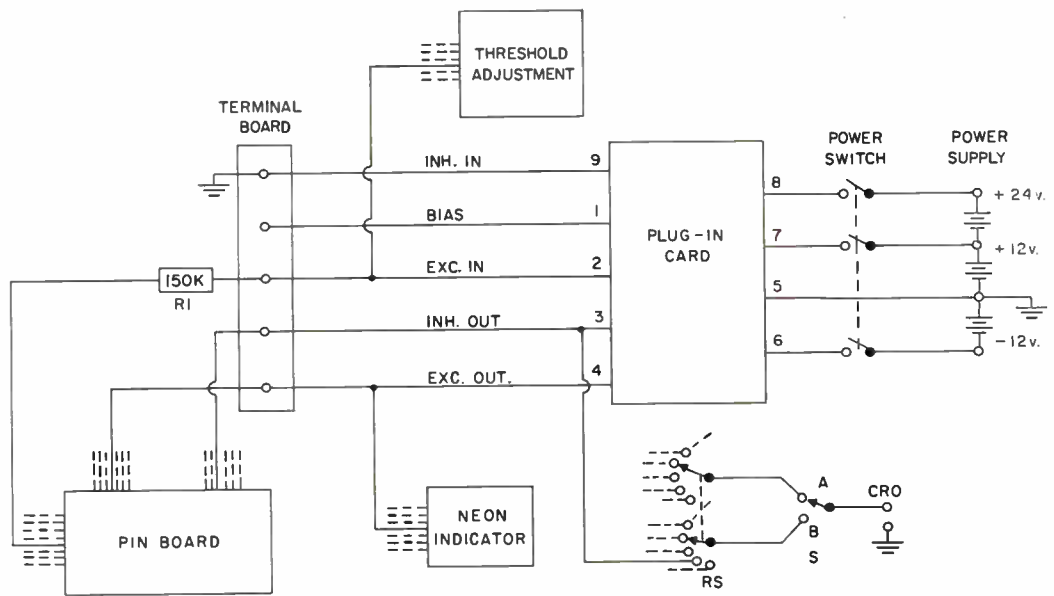 THRESHOLD
ADJUSTMENT
TERMINAL
BOARD
INH. IN
9
BIAS
1
EXC. IN
2
INH. OUT
3
EXC. OUT.
4
150K
R1
PLUG-IN
CARD
8
7
5
6
POWER
SWITCH
POWER
SUPPLY
+ 24 v.
+ 12 v.
- 12 v.
PIN BOARD
NEON
INDICATOR
A
B
S
CRO
RS